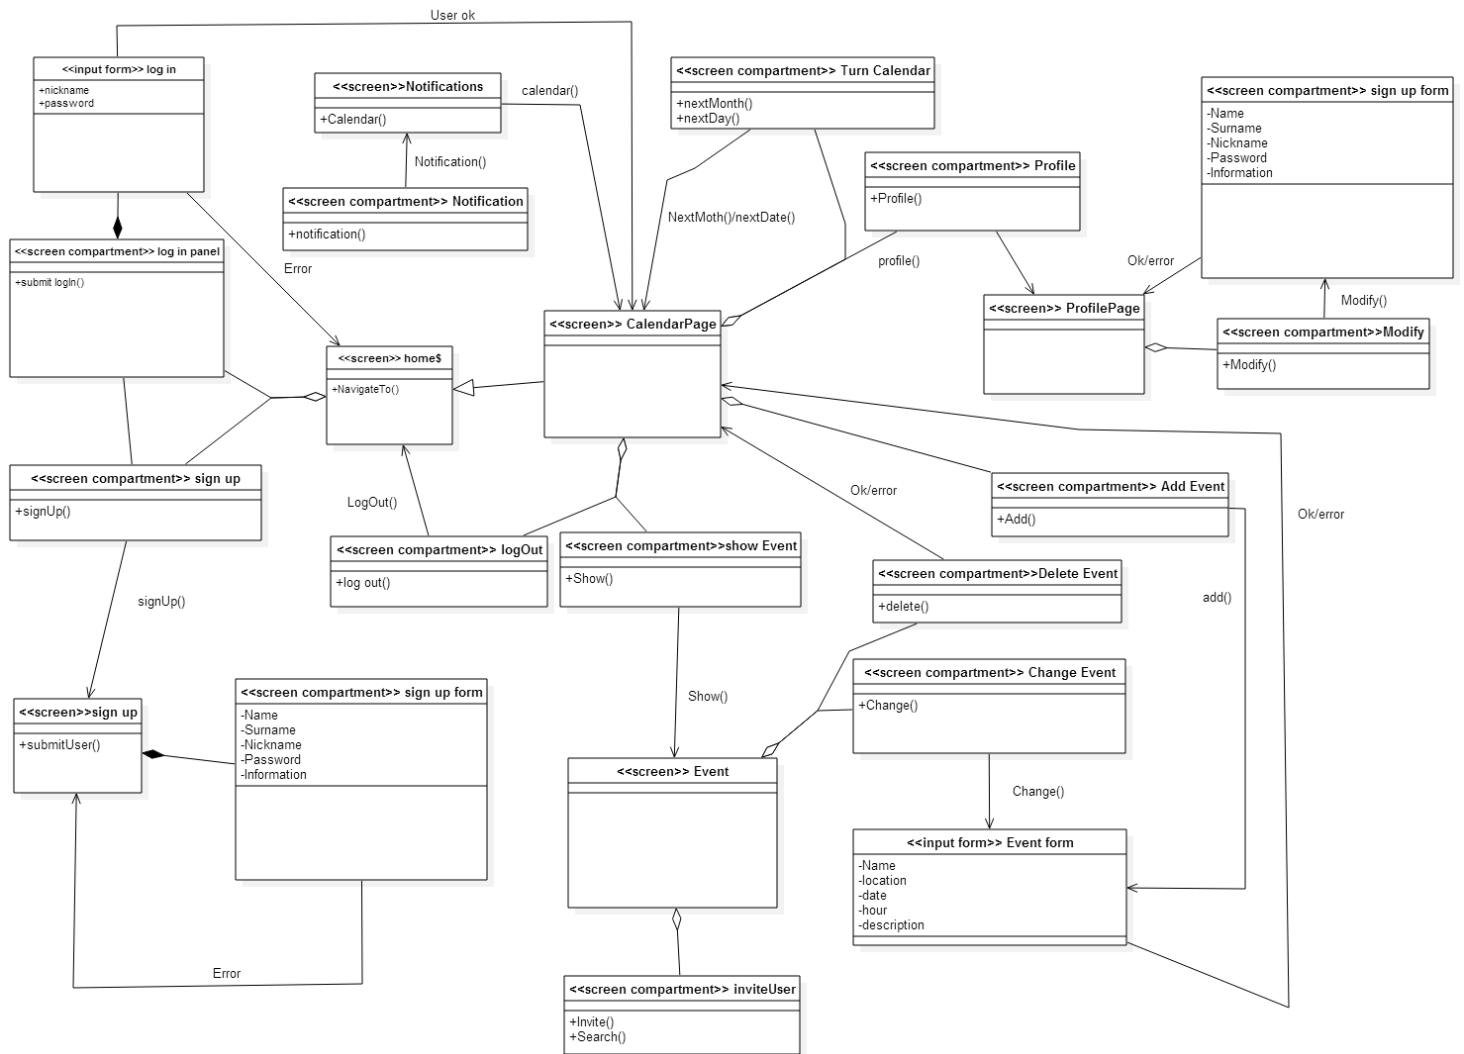 User ok
<<input form>> log in
+nickname
+password
<<screen>>Notifications
+Calendar()
calendar()
<<screen compartment>> Turn Calendar
+nextMonth()
+nextDay()
<<screen compartment>> sign up form
-Name
-Surname
-Nickname
-Password
-Information
Notification()
<<screen compartment>> Notification
+notification()
<<screen compartment>> Profile
+Profile()
NextMoth()/nextDate()
profile()
<<screen compartment>> log in panel
+submit logIn()
Error
Ok/error
<<screen>> ProfilePage
Modify()
<<screen compartment>>Modify
+Modify()
<<screen>> CalendarPage
<<screen>> home$
+NavigateTo()
<<screen compartment>> sign up
+signUp()
LogOut()
Ok/error
<<screen compartment>> Add Event
+Add()
Ok/error
<<screen compartment>> logOut
+log out()
<<screen compartment>>show Event
+Show()
<<screen compartment>>Delete Event
+delete()
add()
signUp()
<<screen compartment>> Change Event
+Change()
Show()
<<screen>>sign up
+submitUser()
<<screen compartment>> sign up form
-Name
-Surname
-Nickname
-Password
-Information
<<screen>> Event
Change()
<<input form>> Event form
-Name
-location
-date
-hour
-description
Error
<<screen compartment>> inviteUser
+Invite()
+Search()